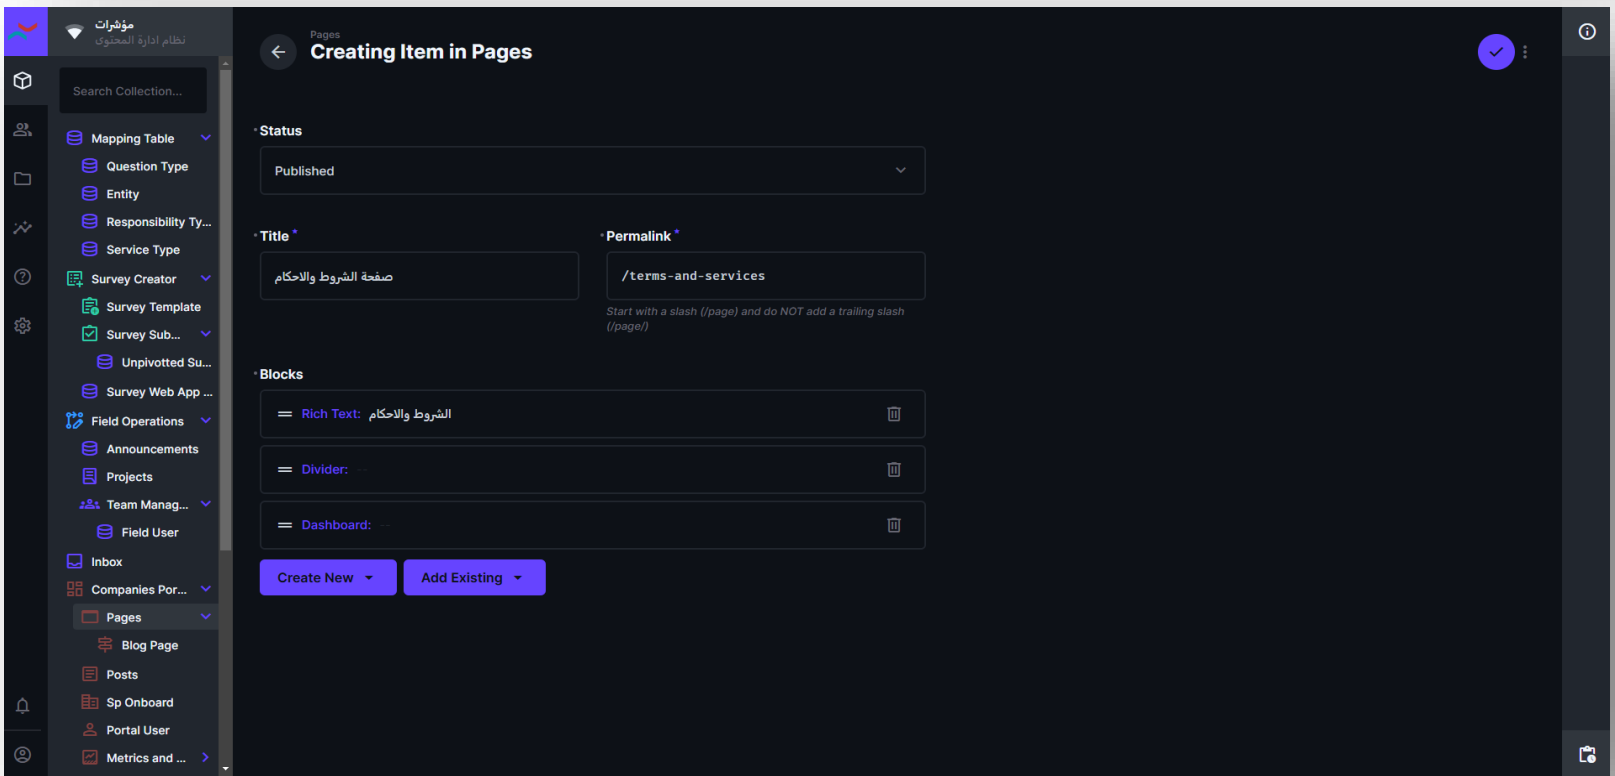 مؤشرات
نظام ادارة المحتوى
Search Collection...
Mapping Table
Question Type
Entity
Responsibility Ty...
Service Type
Survey Creator
Survey Template
Survey Sub...
Unpivotted Su...
Survey Web App ...
Field Operations
Announcements
Projects
Team Manag...
Field User
Inbox
Companies Por...
Pages
Blog Page
Posts
Sp Onboard
Portal User
Metrics and ...
Pages
Creating Item in Pages
Status
Published
Title *
صفحة الشروط والاحكام
Permalink *
/terms-and-services
Start with a slash (/page) and do NOT add a trailing slash
(/page/)
Blocks
Rich Text: الشروط والاحكام
Divider: --
Dashboard: --
Create New
Add Existing